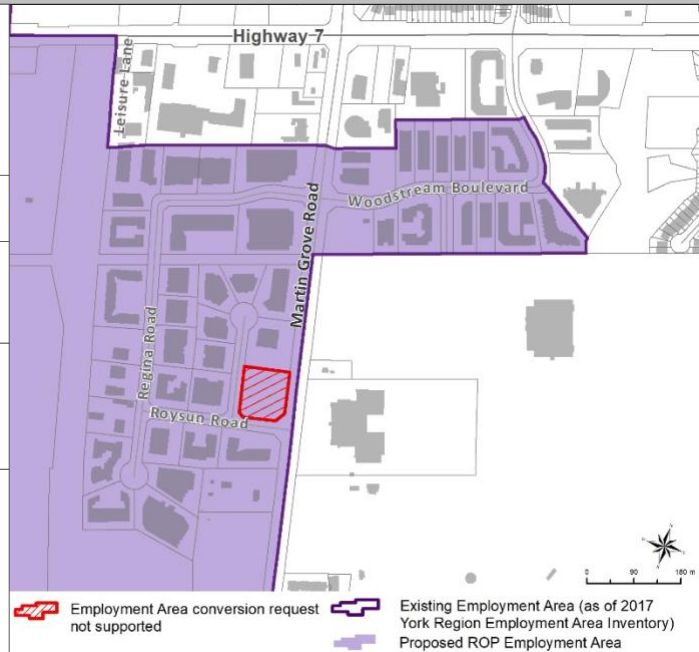 Highway 7
Leisure Lane
Woodstream Boulevard
Martin Grove Road
Regina Road
Roysun Road
0 90 180 m
Employment Area conversion request
not supported
Existing Employment Area (as of 2017
York Region Employment Area Inventory)
Proposed ROP Employment Area